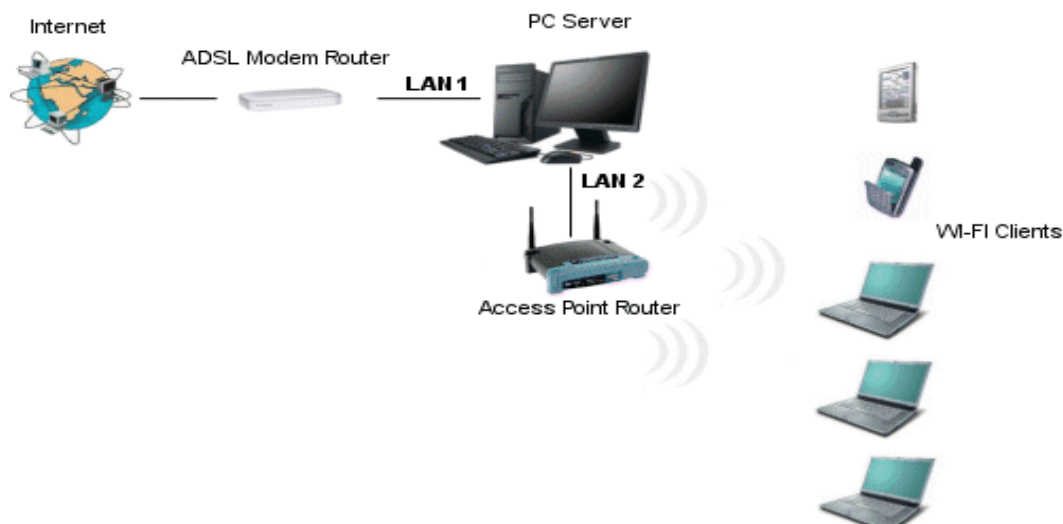 Internet
ADSL Modem Router
LAN 1
PC Server
LAN 2
Access Point Router
WI-FI Clients